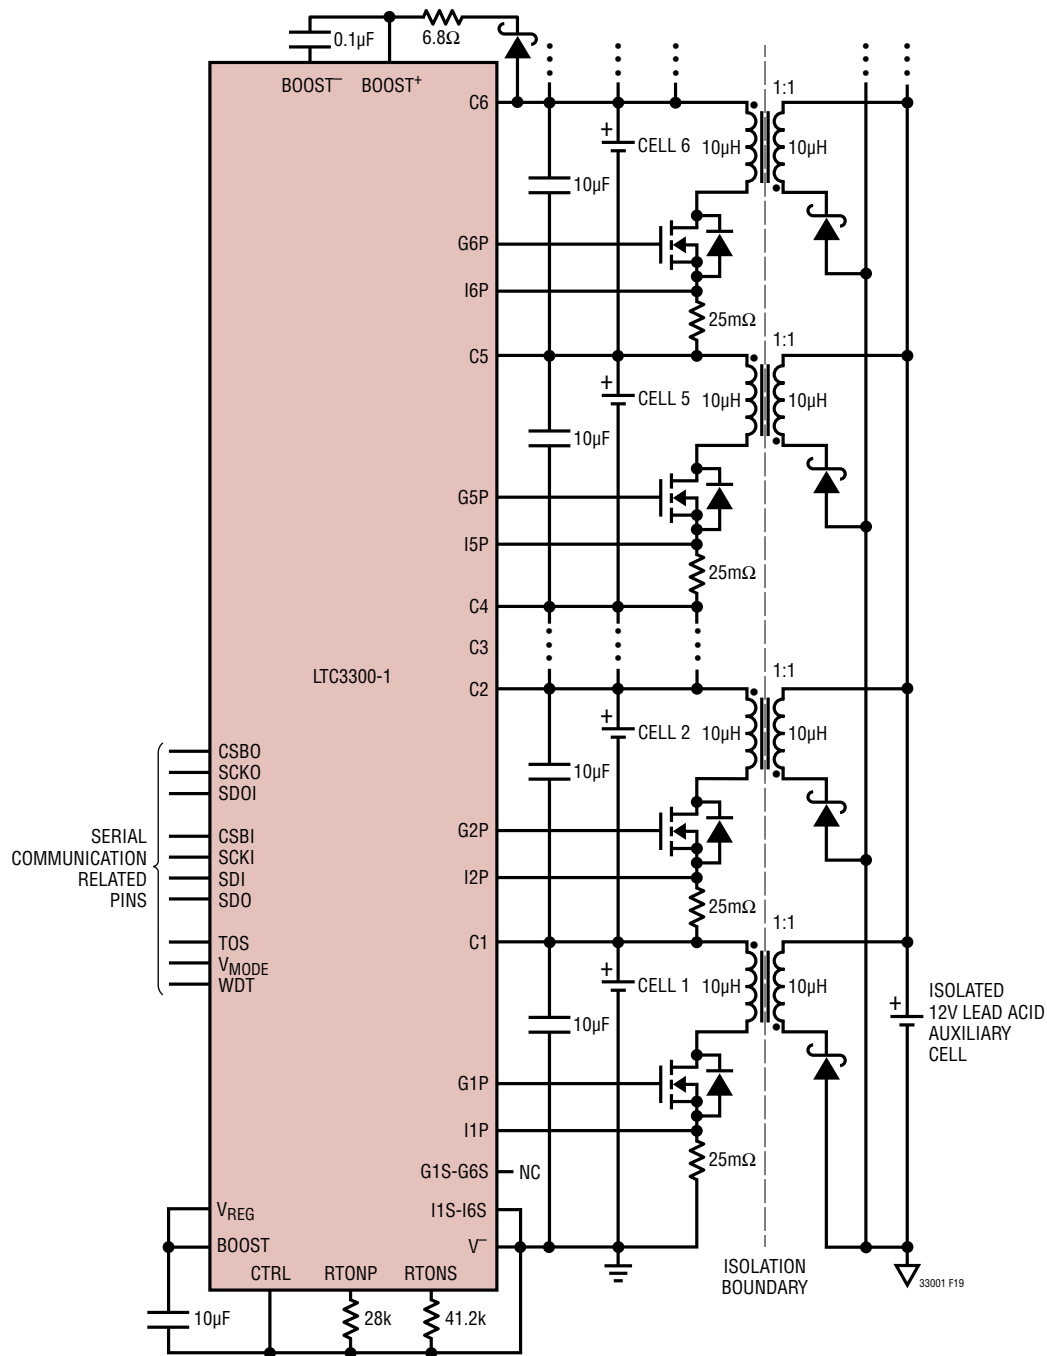 0.1µF
6.8Ω
BOOST–
BOOST+
C6
1:1
+
CELL 6
10µH
10µH
10µF
G6P
I6P
25mΩ
C5
1:1
+
CELL 5
10µH
10µH
10µF
G5P
I5P
25mΩ
C4
C3
LTC3300-1
C2
1:1
+
CELL 2
10µH
10µH
10µF
G2P
I2P
25mΩ
CSBO
SCKO
SDOI
CSBI
SCKI
SDI
SDO
TOS
VMODE
WDT
SERIAL
COMMUNICATION
RELATED
PINS
C1
1:1
+
CELL 1
10µH
10µH
10µF
+
ISOLATED
12V LEAD ACID
AUXILIARY
CELL
G1P
I1P
25mΩ
G1S-G6S
NC
VREG
I1S-I6S
BOOST
V–
CTRL
RTONP
RTONS
ISOLATION
BOUNDARY
33001 F19
10µF
28k
41.2k